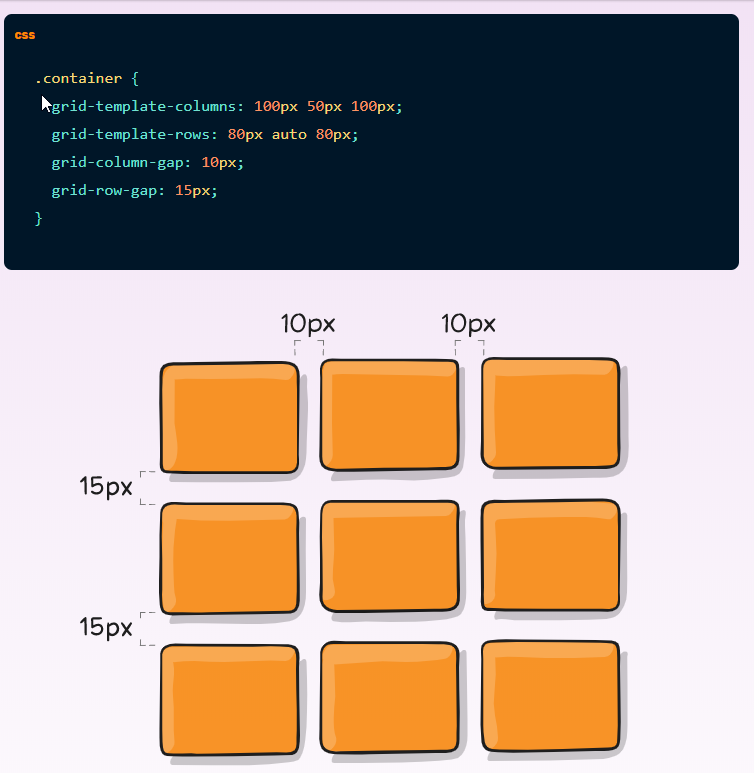 css
.container {
grid-template-columns: 100px 50px 100px;
grid-template-rows: 80px auto 80px;
grid-column-gap: 10px;
grid-row-gap: 15px;
}
10px 10px
15px
15px